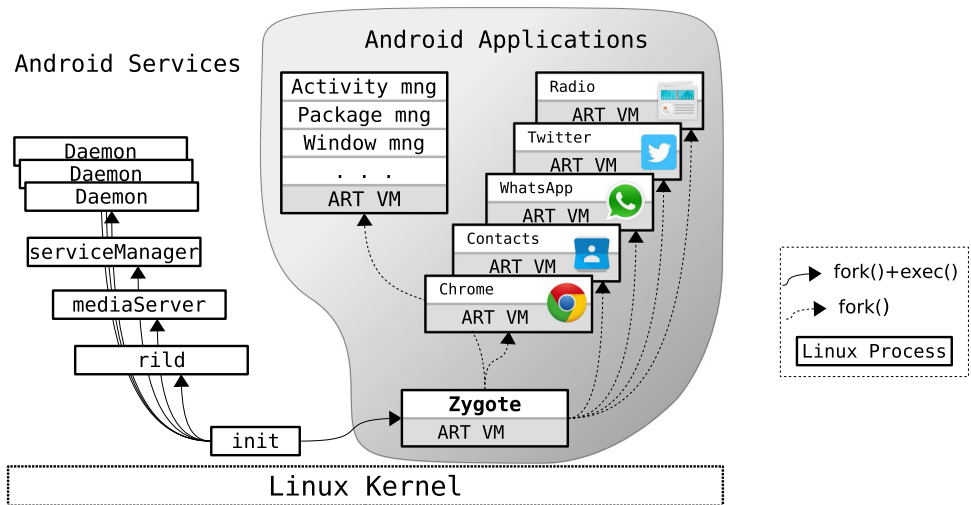 Android Services
Daemon
Daemon
Daemon
serviceManager
mediaServer
rild
init
Android Applications
Activity mng
Package mng
Window mng
. . .
ART VM
Radio
ART VM
Twitter
ART VM
WhatsApp
ART VM
Contacts
ART VM
Chrome
ART VM
Zygote
ART VM
Linux Kernel
fork()+exec()
fork()
Linux Process